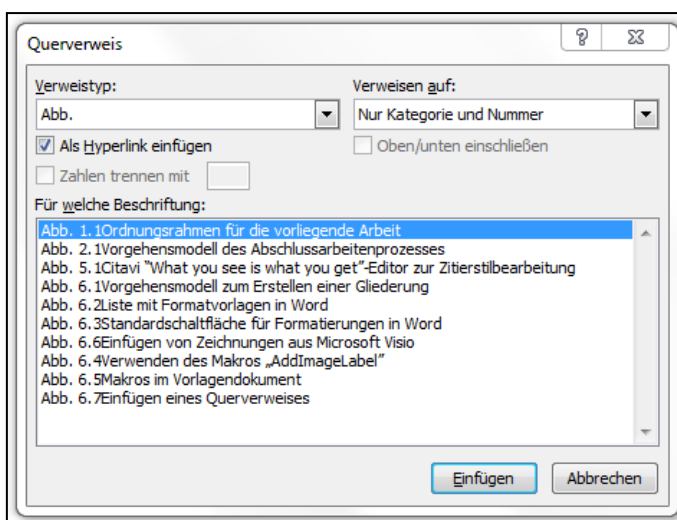 Querverweis
Verweistyp: Verweisen auf:
Abb. Nur Kategorie und Nummer
Als Hyperlink einfügen Oben/unten einschließen
Zahlen trennen mit
Für welche Beschriftung:
Abb. 1.1Ordnungsrahmen für die vorliegende Arbeit
Abb. 2.1Vorgehensmodell des Abschlussarbeitenprozesses
Abb. 5.1Citavi “What you see is what you get”-Editor zur Zitierstilbearbeitung
Abb. 6.1Vorgehensmodell zum Erstellen einer Gliederung
Abb. 6.2Liste mit Formatvorlagen in Word
Abb. 6.3Standardschaltfläche für Formatierungen in Word
Abb. 6.6Einfügen von Zeichnungen aus Microsoft Visio
Abb. 6.4Verwenden des Makros „AddImageLabel”
Abb. 6.5Makros im Vorlagendokument
Abb. 6.7Einfügen eines Querverweises
Einfügen Abbrechen